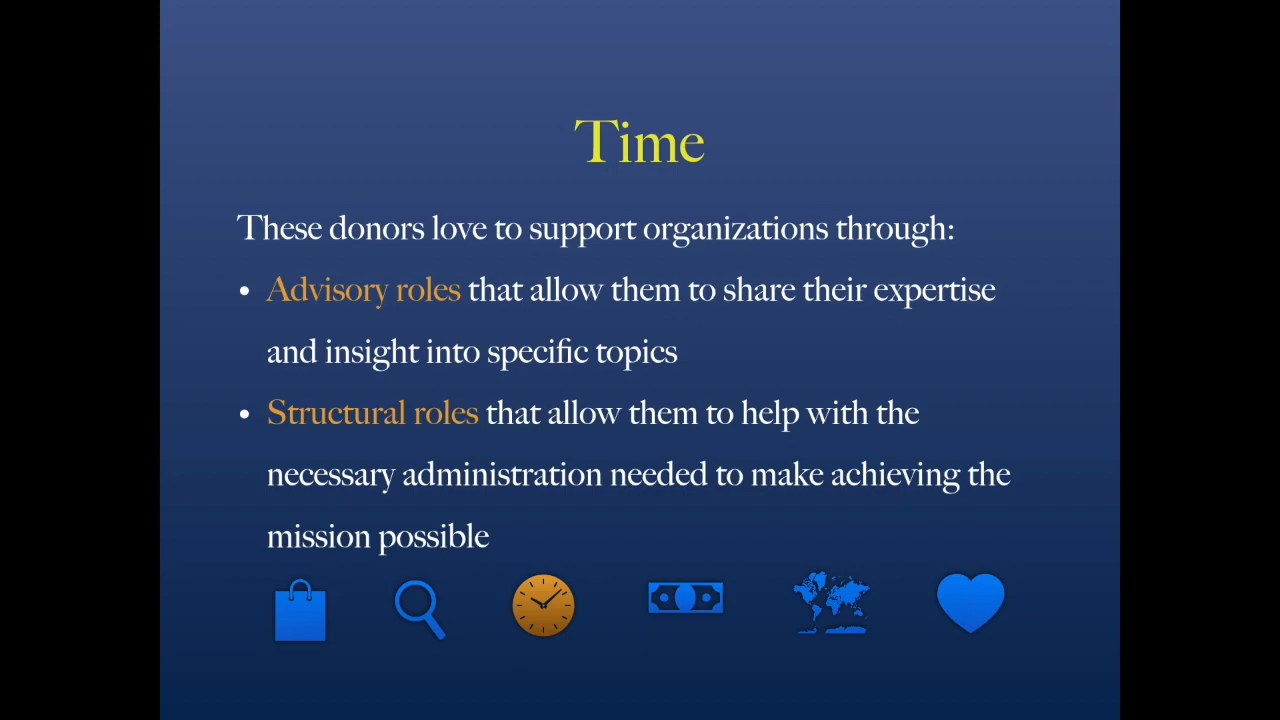 Time
These donors love to support organizations through:
• Advisory roles that allow them to share their expertise
and insight into specific topics
• Structural roles that allow them to help with the
necessary administration needed to make achieving the
mission possible